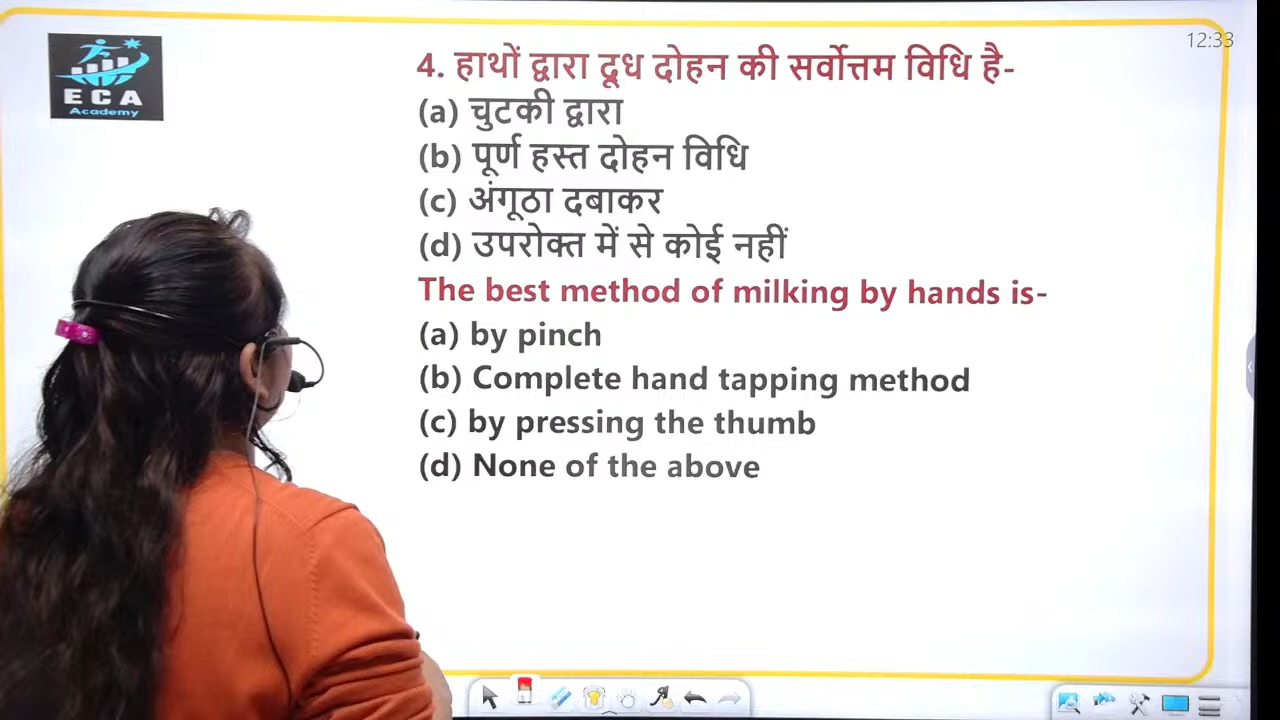 ECA
Academy
12:33
4. हाथों द्वारा दूध दोहन की सर्वोत्तम विधि है-
(a) चुटकी द्वारा
(b) पूर्ण हस्त दोहन विधि
(c) अंगूठा दबाकर
(d) उपरोक्त में से कोई नहीं
The best method of milking by hands is-
(a) by pinch
(b) Complete hand tapping method
(c) by pressing the thumb
(d) None of the above